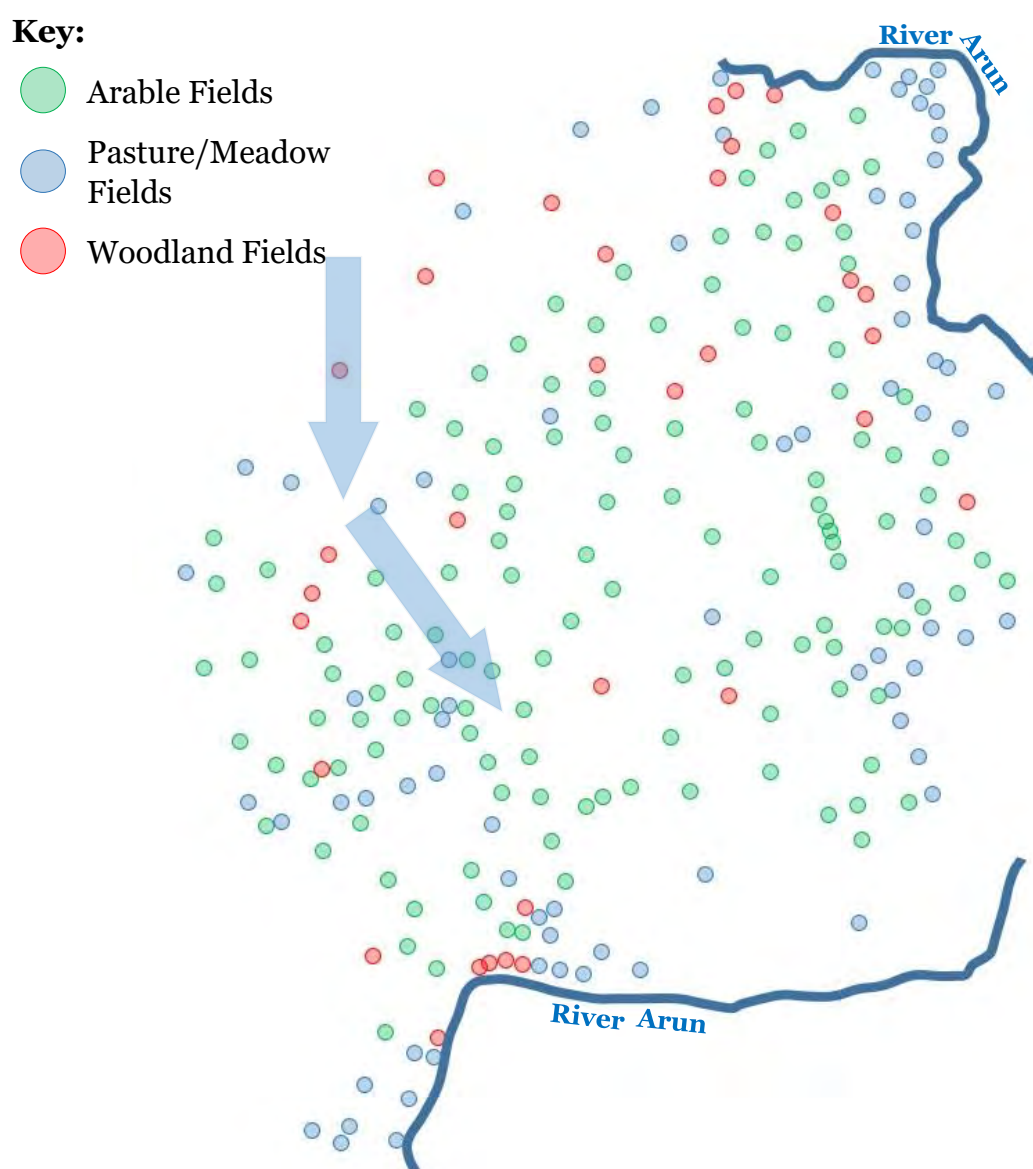 Key:
Arable Fields
Pasture/Meadow
Fields
Woodland Fields
River Arun
River Arun